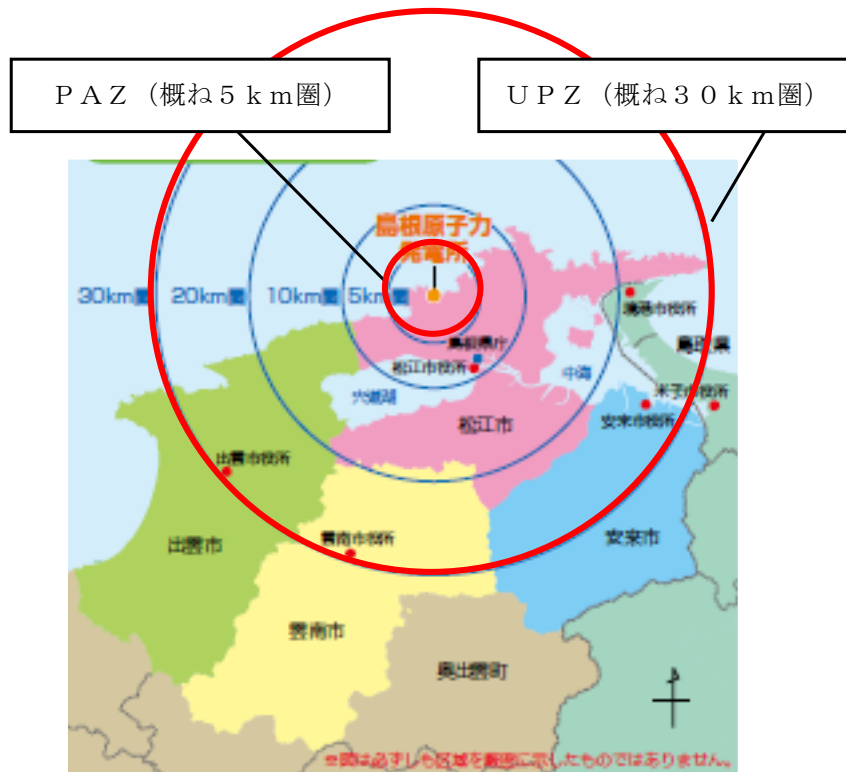 ＰＡＺ（概ね５ｋｍ圏）
ＵＰＺ（概ね３０ｋｍ圏）
島根原子力
発電所
30km圏
20km圏
10km圏
5km圏
境港市役所
島根県庁
鳥取県
松江市役所
中海
宍道湖
米子市役所
松江市
安来市役所
出雲市役所
雲南市役所
出雲市
安来市
雲南市
奥出雲町
※図は必ずしも区域を厳密に示したものではありません。